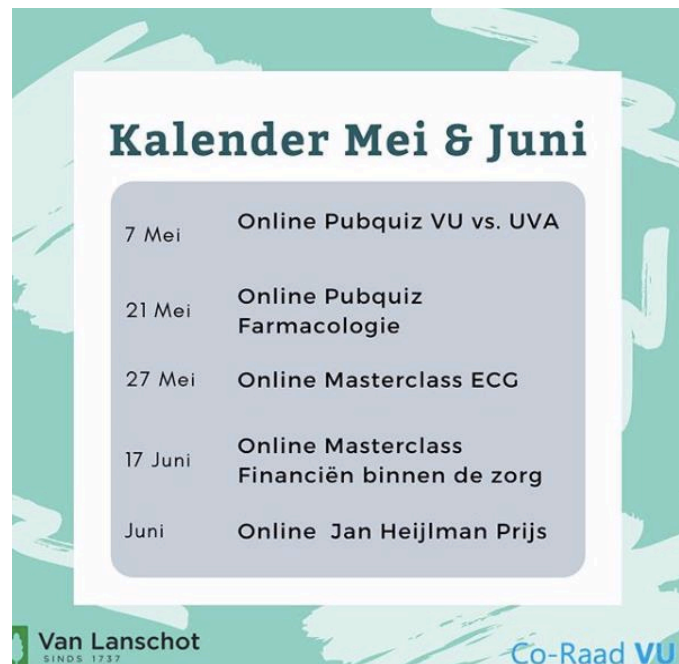 Kalender Mei & Juni
7 Mei Online Pubquiz VU vs. UVA
21 Mei Online Pubquiz
Farmacologie
27 Mei Online Masterclass ECG
17 Juni Online Masterclass
Financiën binnen de zorg
Juni Online Jan Heijlman Prijs
Van Lanschot
SINDS 1737
Co-Raad VU